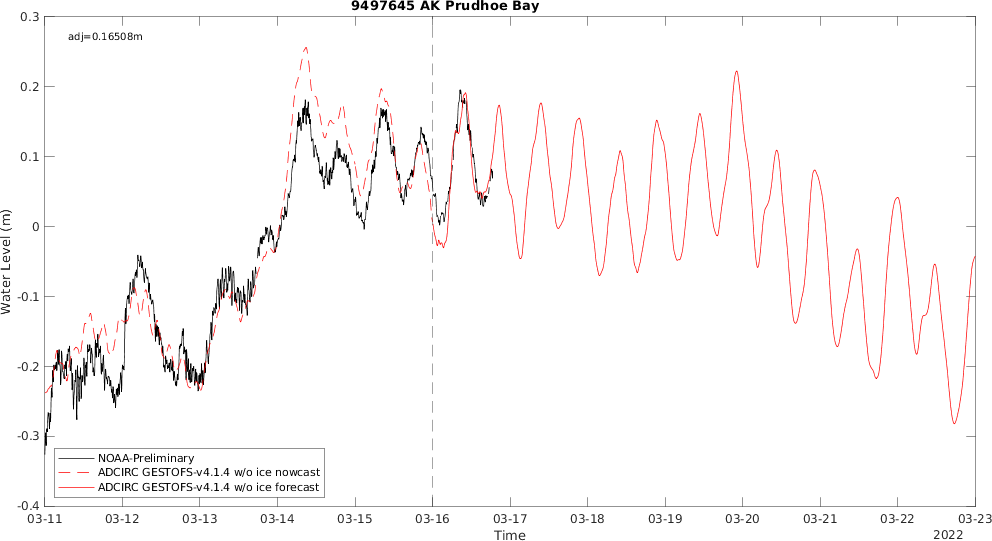 9497645 AK Prudhoe Bay
adj=0.16508m
0.3
0.2
0.1
0
-0.1
-0.2
-0.3
-0.4
Water Level (m)
NOAA-Preliminary
ADCIRC GESTOFS-v4.1.4 w/o ice nowcast
ADCIRC GESTOFS-v4.1.4 w/o ice forecast
03-11 03-12 03-13 03-14 03-15 03-16 03-17 03-18 03-19 03-20 03-21 03-22 03-23
Time
2022